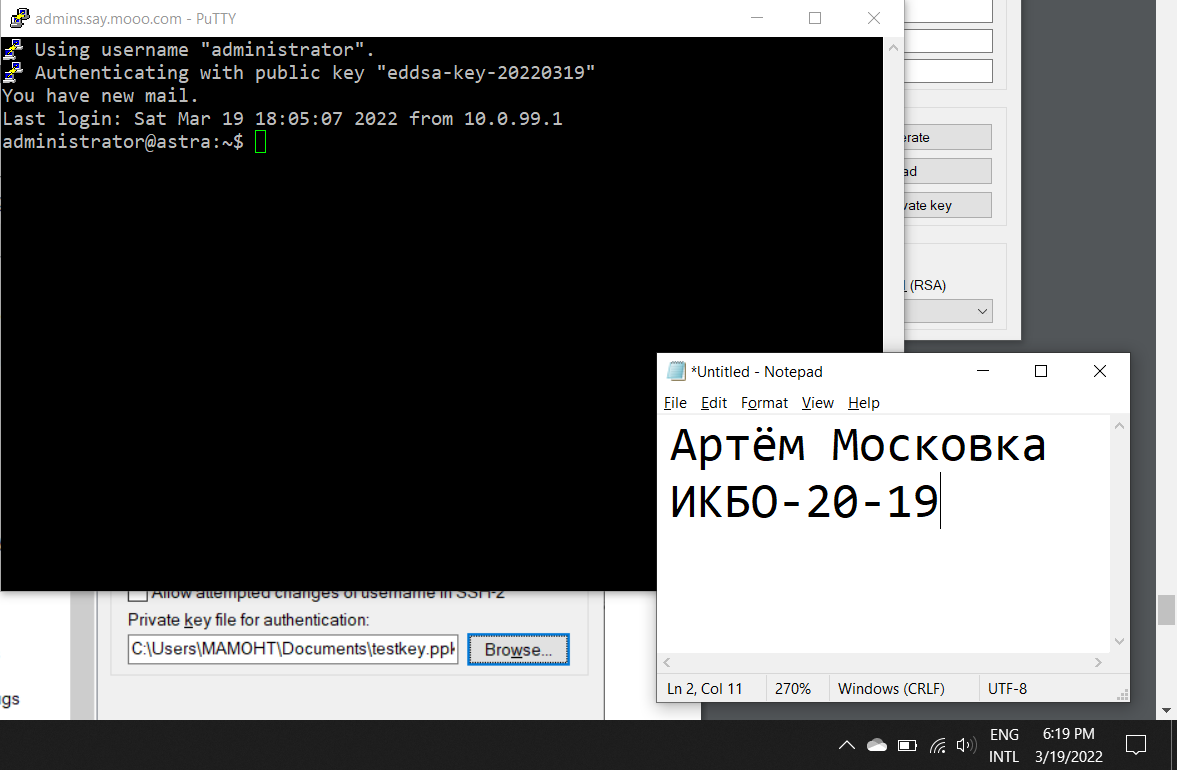 admins.say.mooo.com - PuTTY
Using username "administrator".
Authenticating with public key "eddsa-key-20220319"
You have new mail.
Last login: Sat Mar 19 18:05:07 2022 from 10.0.99.1
administrator@astra:~$
erate
ad
vate key
(RSA)
*Untitled - Notepad
File Edit Format View Help
Артём Московка
ИКБО-20-19
Ln 2, Col 11 270% Windows (CRLF) UTF-8
Allow attempted changes of username in SSH-2
Private key file for authentication:
C:\Users\MAMOHT\Documents\testkey.ppk
Browse...
gs
ENG 6:19 PM
INTL 3/19/2022